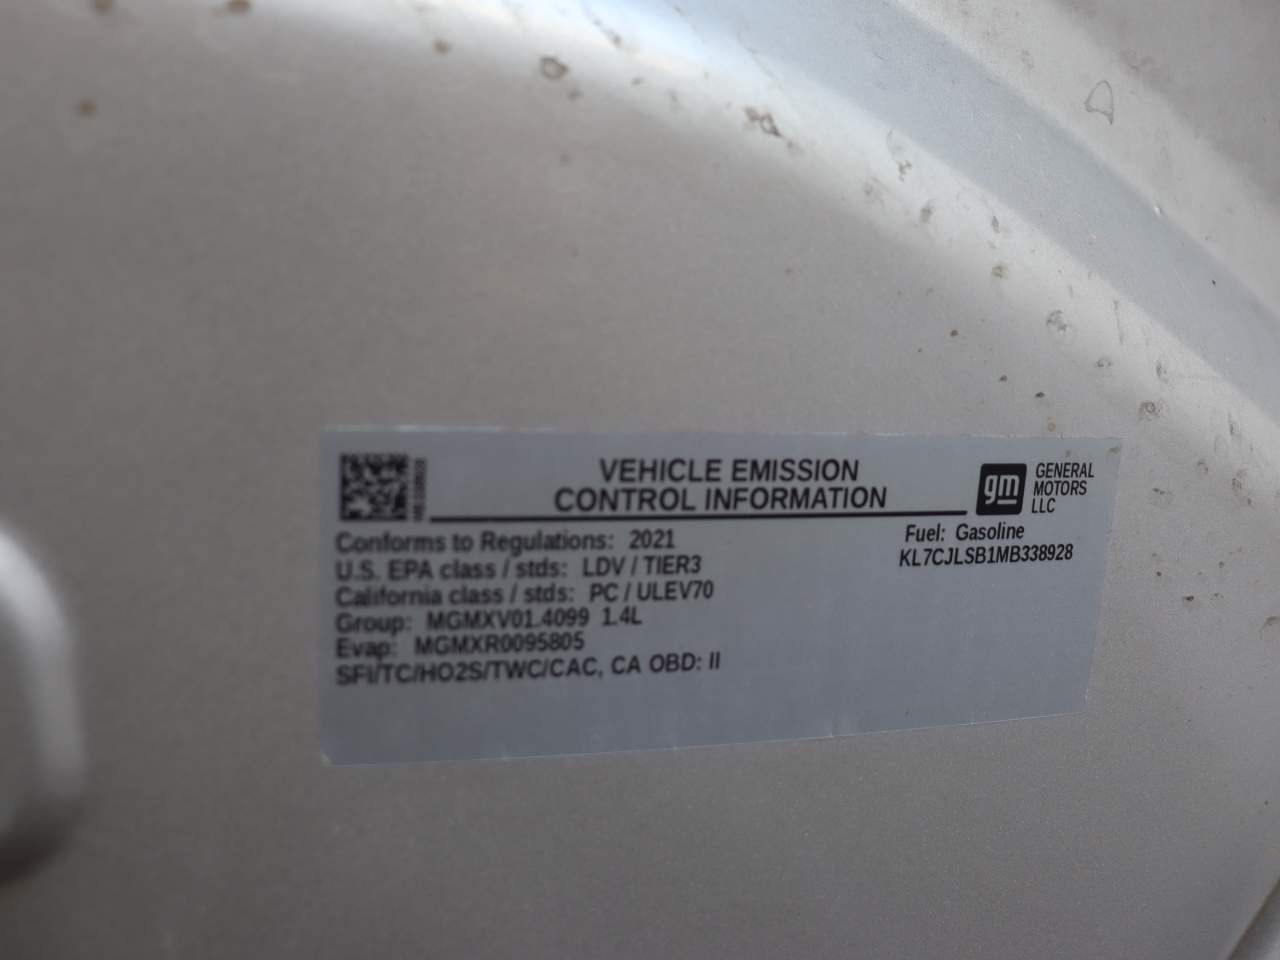 VEHICLE EMISSION
CONTROL INFORMATION
gm
GENERAL
MOTORS
LLC
Conforms to Regulations: 2021
Fuel: Gasoline
U.S. EPA class / stds: LDV / TIER3
KL7CJLSB1MB338928
California class / stds: PC / ULEV70
Group: MGMXV01.4099 1.4L
Evap: MGMXR0095805
SFI/TC/HO2S/TWC/CAC, CA OBD: II